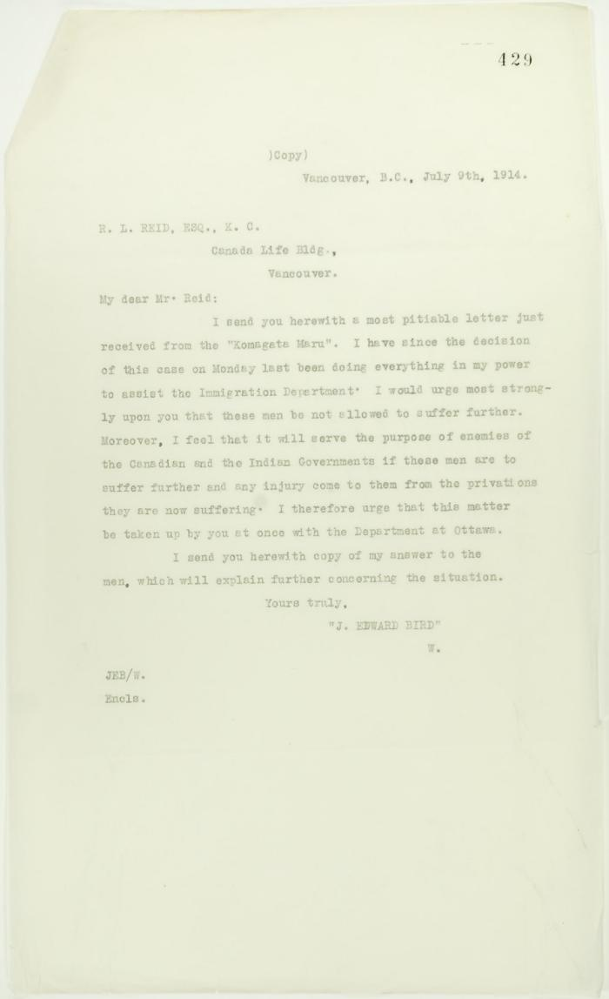 429
)Copy)
Vancouver, B.C., July 9th, 1914.
R. L. REID, ESQ., K. C.
Canada Life Bldg.,
Vancouver.
My dear Mr. Reid:
I send you herewith a most pitiable letter just
received from the "Komagata Maru". I have since the decision
of this case on Monday last been doing everything in my power
to assist the Immigration Department. I would urge most strong-
ly upon you that these men be not allowed to suffer further.
Moreover, I feel that it will serve the purpose of enemies of
the Canadian and the Indian Governments if these men are to
suffer further and any injury come to them from the privations
they are now suffering. I therefore urge that this matter
be taken up by you at once with the Department at Ottawa.
I send you herewith copy of my answer to the
men, which will explain further concerning the situation.
Yours truly,
"J. EDWARD BIRD"
W.
JEB/W.
Encls.